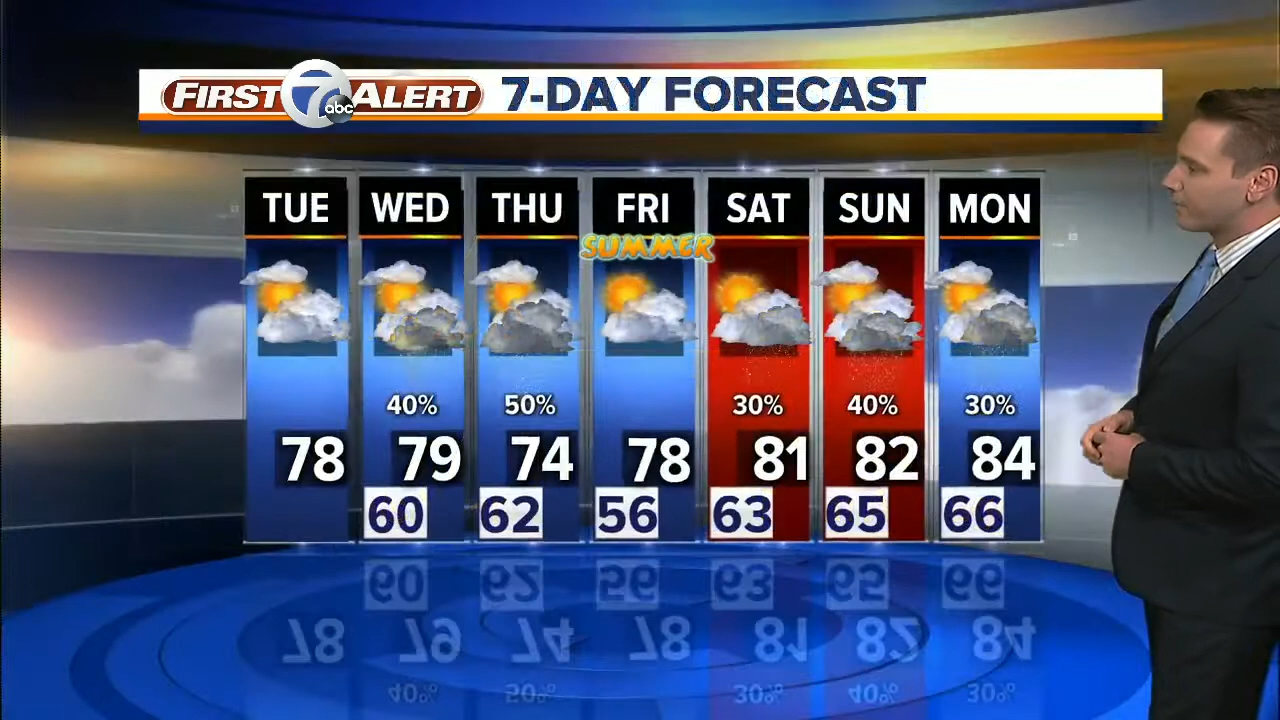 FIRST 7 abc ALERT 7-DAY FORECAST
TUE WED THU FRI SAT SUN MON
SUMMER
40% 50% 30% 40% 30%
78 79 74 78 81 82 84
60 62 56 63 65 66